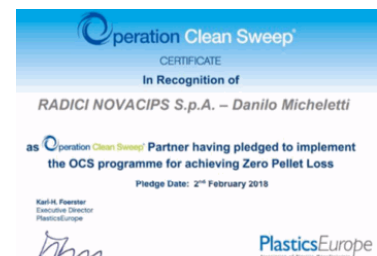 Operation Clean Sweep®
CERTIFICATE
In Recognition of
RADICI NOVACIPS S.p.A. – Danilo Micheletti
as Operation Clean Sweep® Partner having pledged to implement
the OCS programme for achieving Zero Pellet Loss
Pledge Date: 2nd February 2018
Karl-H. Foerster
Executive Director
PlasticsEurope
PlasticsEurope